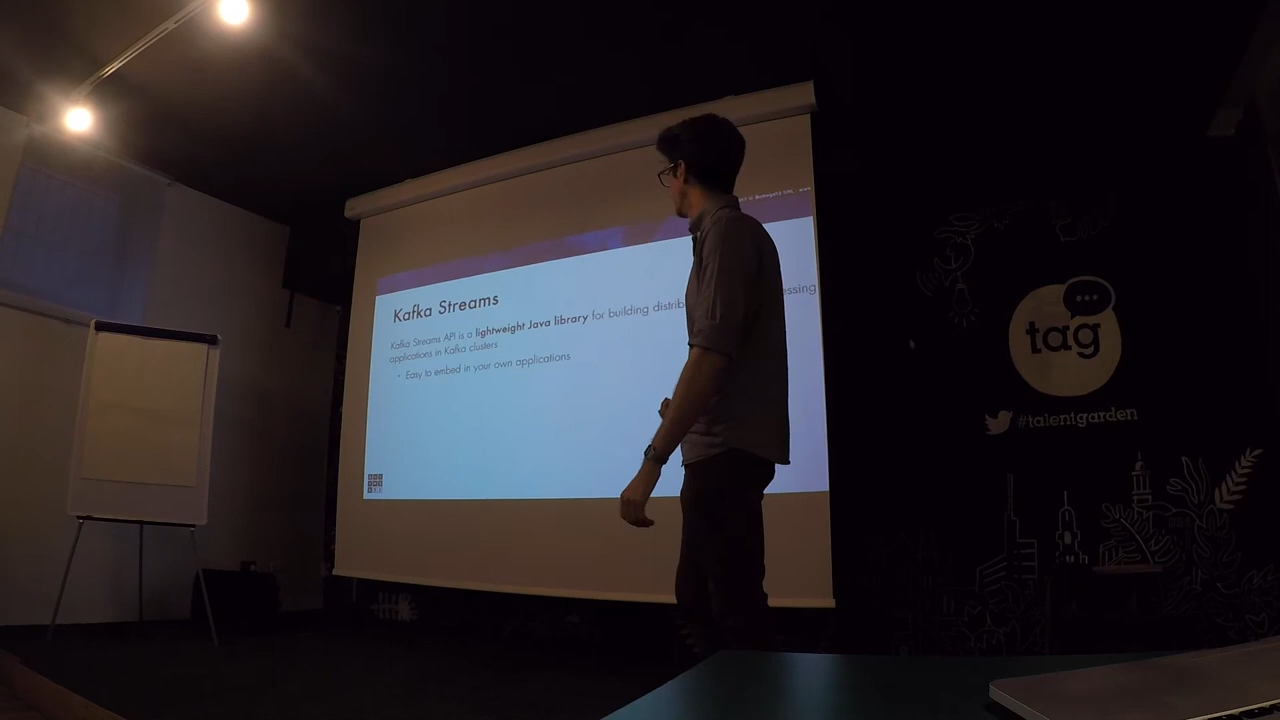 Kafka Streams
Kafka Streams API is a lightweight Java library for building distrib essing
applications in Kafka clusters
• Easy to embed in your own applications
tag
#talentgarden